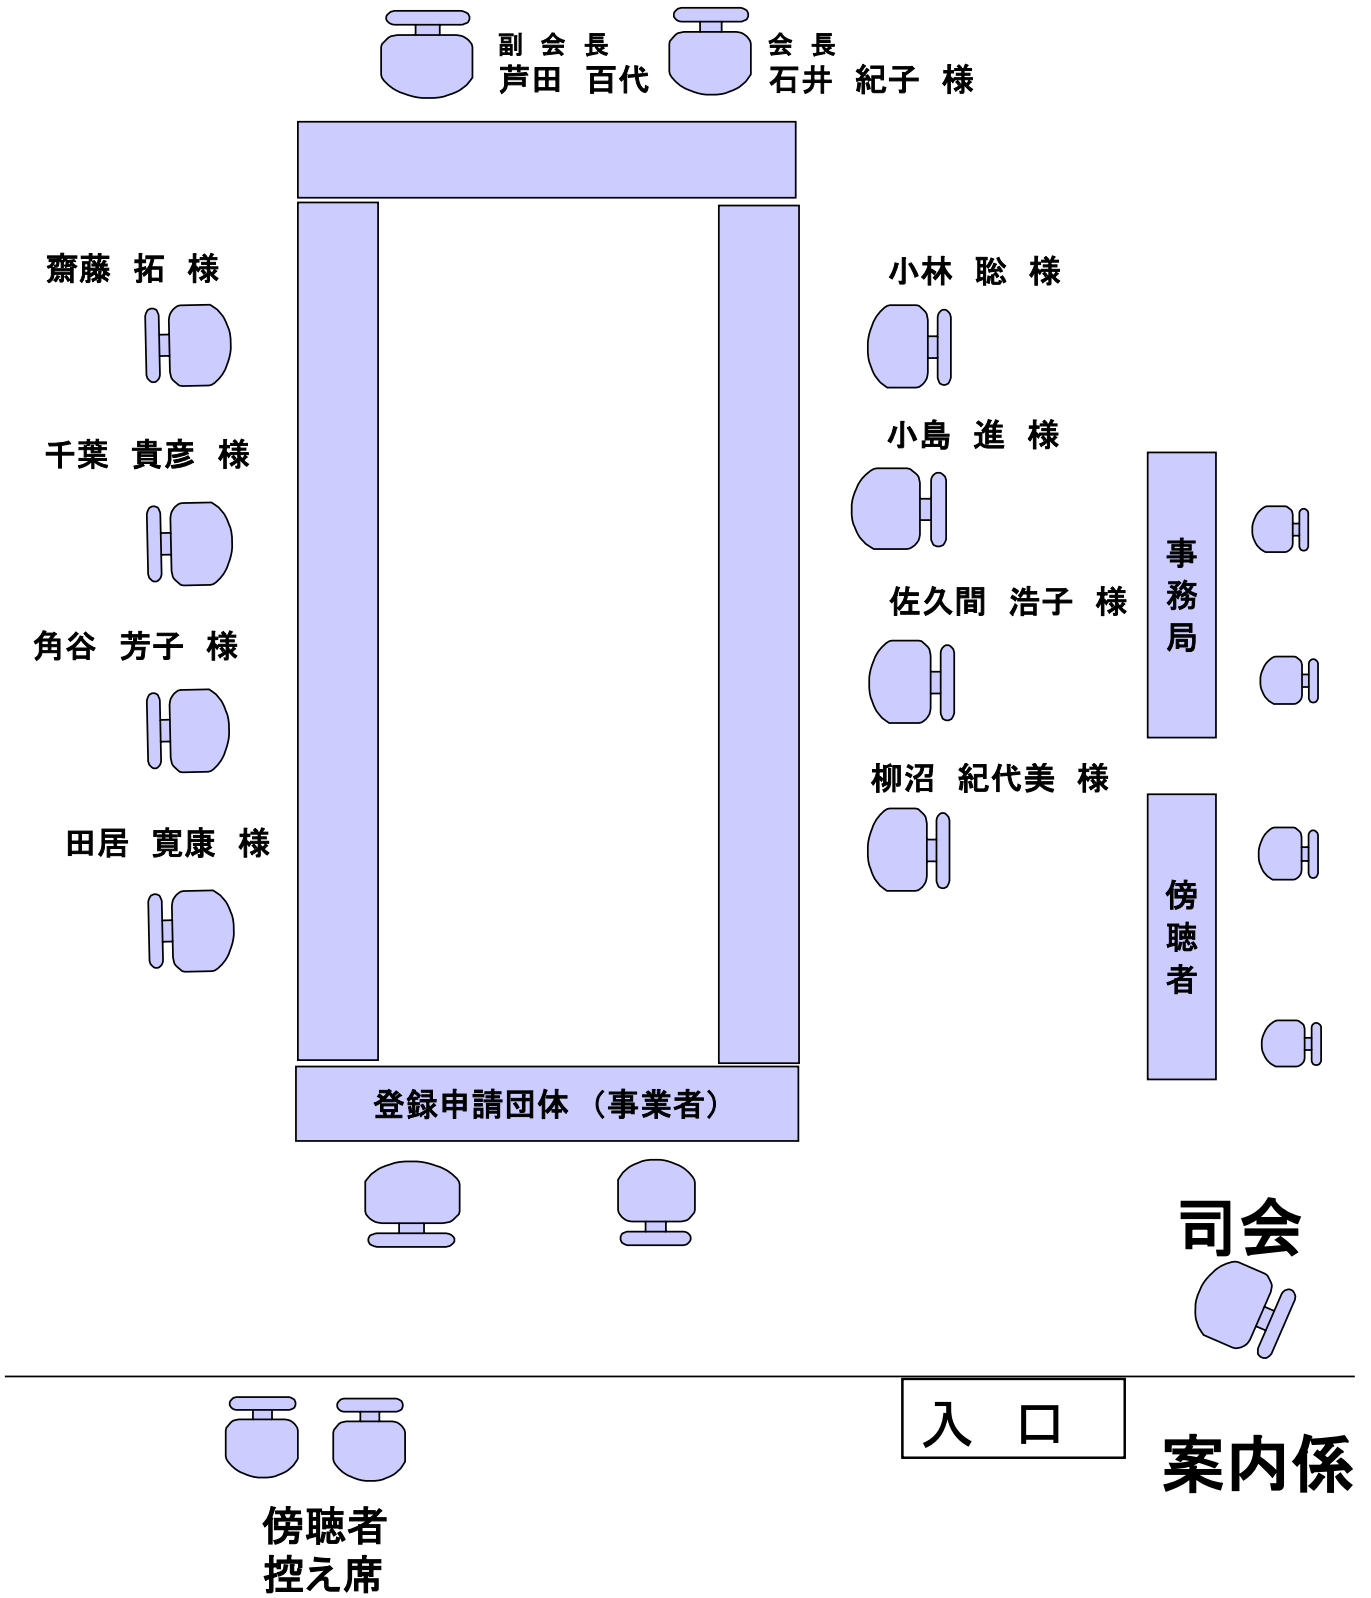 副 会 長
芦田 百代
会 長
石井 紀子 様
齋藤 拓 様
千葉 貴彦 様
角谷 芳子 様
田居 寛康 様
小林 聡 様
小島 進 様
佐久間 浩子 様
柳沼 紀代美 様
事務局
傍聴者
登録申請団体（事業者）
司会
入 口
案内係
傍聴者
控え席